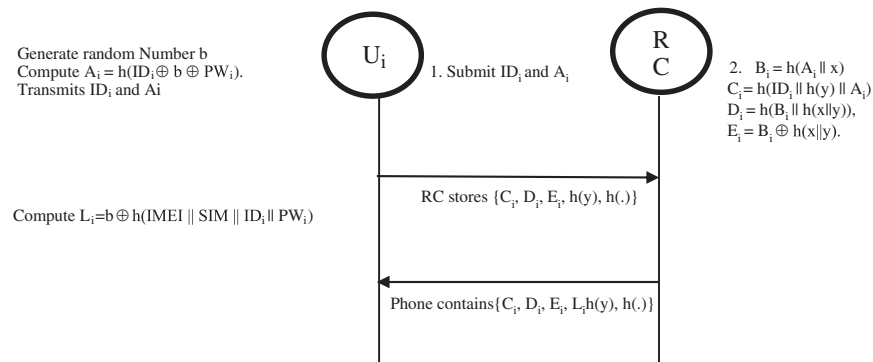 Generate random Number b
Compute Aᵢ = h(IDᵢ⊕ b ⊕ PWᵢ).
Transmits IDᵢ and Ai
Uᵢ
1. Submit IDᵢ and Aᵢ
R
C
2. Bᵢ = h(Aᵢ || x)
Cᵢ = h(IDᵢ || h(y) || Aᵢ)
Dᵢ = h(Bᵢ || h(x||y)),
Eᵢ = Bᵢ ⊕ h(x||y).
RC stores {Cᵢ, Dᵢ, Eᵢ, h(y), h(.)}
Compute Lᵢ=b ⊕ h(IMEI || SIM || IDᵢ || PWᵢ)
Phone contains{Cᵢ, Dᵢ, Eᵢ, Lᵢh(y), h(.)}